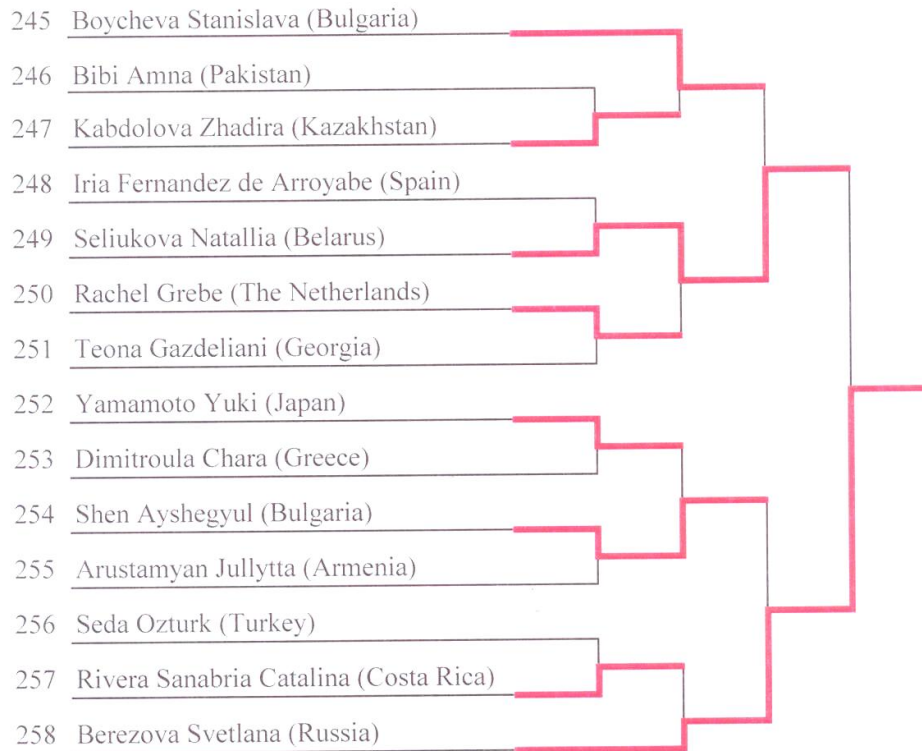 245 Boycheva Stanislava (Bulgaria)
246 Bibi Amna (Pakistan)
247 Kabdolova Zhadira (Kazakhstan)
248 Iria Fernandez de Arroyabe (Spain)
249 Seliukova Natallia (Belarus)
250 Rachel Grebe (The Netherlands)
251 Teona Gazdeliani (Georgia)
252 Yamamoto Yuki (Japan)
253 Dimitroula Chara (Greece)
254 Shen Ayshegyul (Bulgaria)
255 Arustamyan Jullytta (Armenia)
256 Seda Ozturk (Turkey)
257 Rivera Sanabria Catalina (Costa Rica)
258 Berezova Svetlana (Russia)